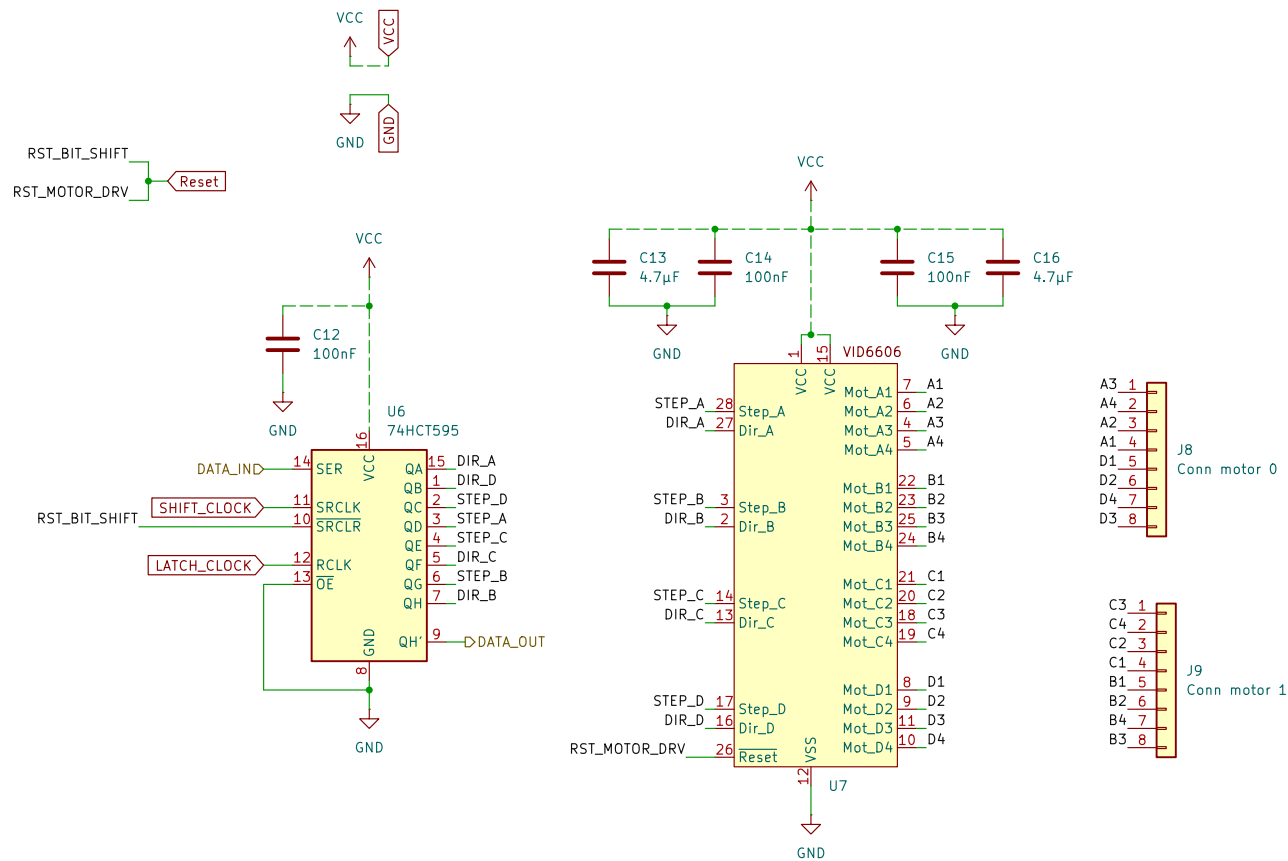 VCC
VCC
GND
GND
RST_BIT_SHIFT
RST_MOTOR_DRV
Reset
VCC
C12
100nF
GND
U6
74HCT595
16
VCC
DATA_IN
14
SER
SHIFT_CLOCK
11
SRCLK
RST_BIT_SHIFT
10
SRCLR
LATCH_CLOCK
12
RCLK
13
OE
QA
15
DIR_A
QB
1
DIR_D
QC
2
STEP_D
QD
3
STEP_A
QE
4
STEP_C
QF
5
DIR_C
QG
6
STEP_B
QH
7
DIR_B
QH'
9
DATA_OUT
GND
8
GND
VCC
C13
4.7µF
C14
100nF
C15
100nF
C16
4.7µF
GND
GND
1
VCC
15
VCC
VID6606
STEP_A
28
Step_A
DIR_A
27
Dir_A
STEP_B
3
Step_B
DIR_B
2
Dir_B
STEP_C
14
Step_C
DIR_C
13
Dir_C
STEP_D
17
Step_D
DIR_D
16
Dir_D
RST_MOTOR_DRV
26
Reset
Mot_A1
7
A1
Mot_A2
6
A2
Mot_A3
4
A3
Mot_A4
5
A4
Mot_B1
22
B1
Mot_B2
23
B2
Mot_B3
25
B3
Mot_B4
24
B4
Mot_C1
21
C1
Mot_C2
20
C2
Mot_C3
18
C3
Mot_C4
19
C4
Mot_D1
8
D1
Mot_D2
9
D2
Mot_D3
11
D3
Mot_D4
10
D4
VSS
12
U7
GND
A3
1
A4
2
A2
3
A1
4
D1
5
D2
6
D4
7
D3
8
J8
Conn motor 0
C3
1
C4
2
C2
3
C1
4
B1
5
B2
6
B4
7
B3
8
J9
Conn motor 1